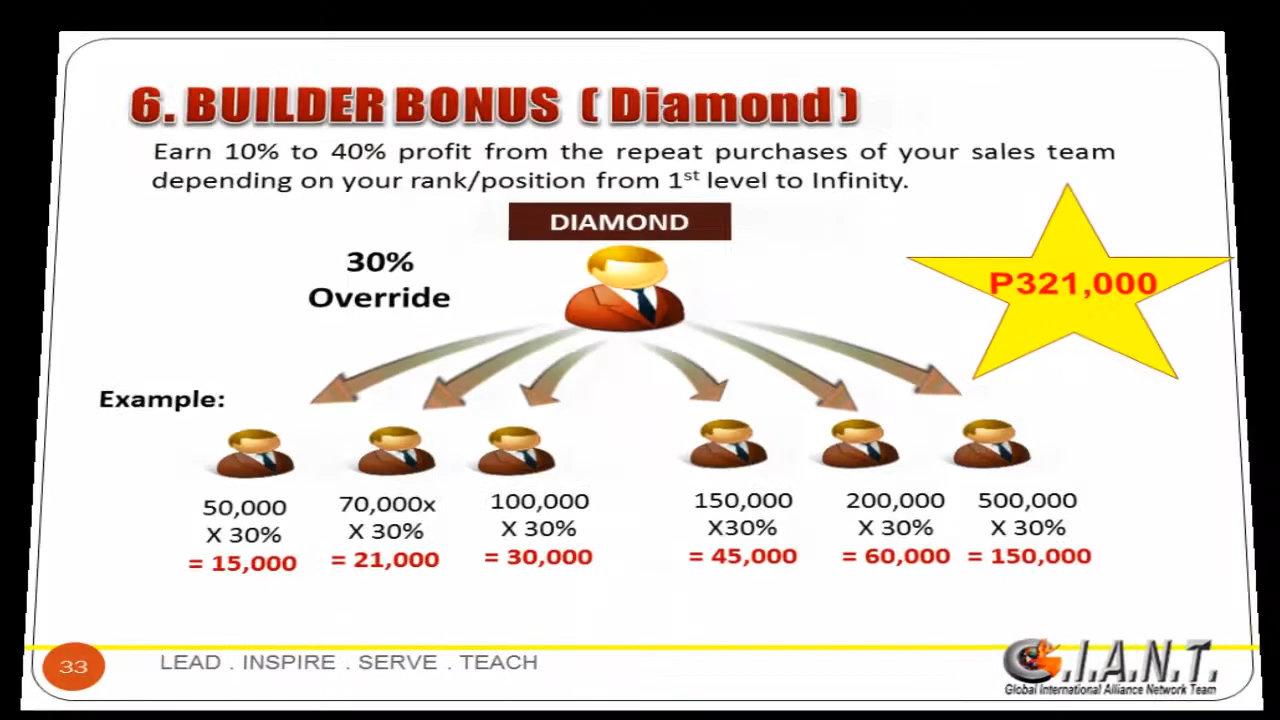 6. BUILDER BONUS ( Diamond )
Earn 10% to 40% profit from the repeat purchases of your sales team
depending on your rank/position from 1st level to Infinity.
DIAMOND
30%
Override
P321,000
Example:
50,000
X 30%
= 15,000
70,000x
X 30%
= 21,000
100,000
X 30%
= 30,000
150,000
X30%
= 45,000
200,000
X 30%
= 60,000
500,000
X 30%
= 150,000
33
LEAD . INSPIRE . SERVE . TEACH
G.I.A.N.T.
Global International Alliance Network Team